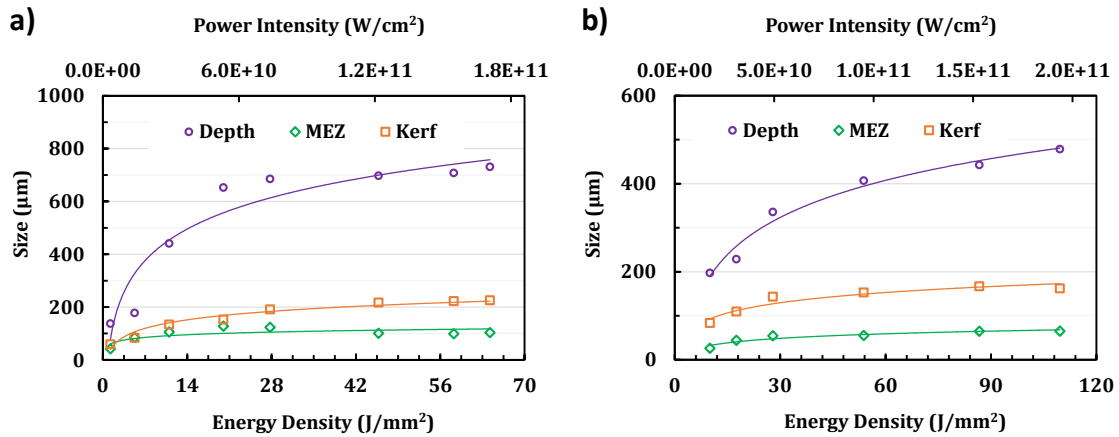 a)
Power Intensity (W/cm²)
0.0E+00 6.0E+10 1.2E+11 1.8E+11
1000
800
600
400
200
0
Size (µm)
Depth MEZ Kerf
0 14 28 42 56 70
Energy Density (J/mm²)
b)
Power Intensity (W/cm²)
0.0E+00 5.0E+10 1.0E+11 1.5E+11 2.0E+11
600
400
200
0
Size (µm)
Depth MEZ Kerf
0 30 60 90 120
Energy Density (J/mm²)